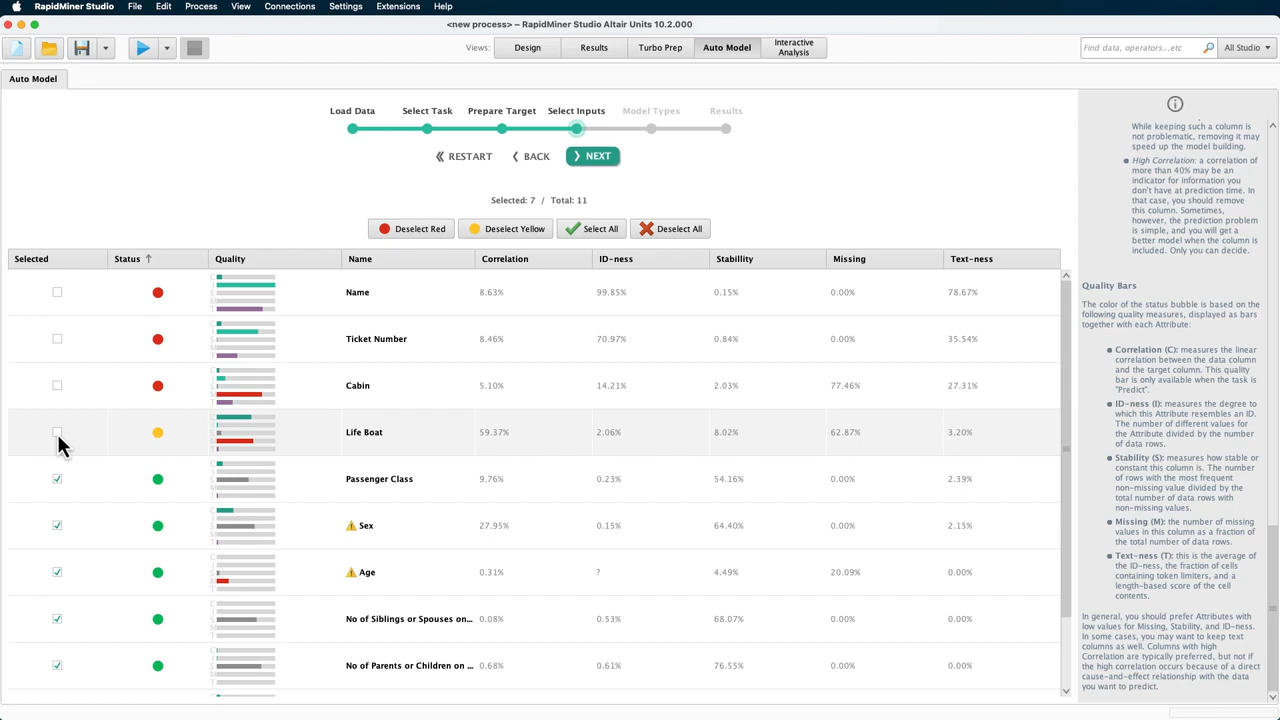 RapidMiner Studio File Edit Process View Connections Settings Extensions Help
<new process> – RapidMiner Studio Altair Units 10.2.000
Views: Design Results Turbo Prep Auto Model Interactive Analysis
Find data, operators...etc All Studio
Auto Model
Load Data Select Task Prepare Target Select Inputs Model Types Results
RESTART BACK NEXT
Selected: 7 / Total: 11
Deselect Red Deselect Yellow Select All Deselect All
Selected Status Quality Name Correlation ID-ness Stabillity Missing Text-ness
Name 8.63% 99.85% 0.15% 0.00% 78.67%
Ticket Number 8.46% 70.97% 0.84% 0.00% 35.54%
Cabin 5.10% 14.21% 2.03% 77.46% 27.31%
Life Boat 59.37% 2.06% 8.02% 62.87% 3.20%
Passenger Class 9.76% 0.23% 54.16% 0.00% 2.39%
Sex 27.95% 0.15% 64.40% 0.00% 2.15%
Age 0.31% ? 4.49% 20.09% 0.00%
No of Siblings or Spouses on... 0.08% 0.53% 68.07% 0.00% 0.00%
No of Parents or Children on ... 0.68% 0.61% 76.55% 0.00% 0.00%
While keeping such a column is
not problematic, removing it may
speed up the model building.
High Correlation: a correlation of
more than 40% may be an
indicator for information you
don't have at prediction time. In
that case, you should remove
this column. Sometimes,
however, the prediction problem
is simple, and you will get a
better model when the column is
included. Only you can decide.
Quality Bars
The color of the status bubble is based on the
following quality measures, displayed as bars
together with each Attribute:
Correlation (C): measures the linear
correlation between the data column
and the target column. This quality
bar is only available when the task is
"Predict".
ID-ness (I): measures the degree to
which this Attribute resembles an ID.
The number of different values for
the Attribute divided by the number
of data rows.
Stability (S): measures how stable or
constant this column is. The number
of rows with the most frequent
non-missing value divided by the
total number of data rows with
non-missing values.
Missing (M): the number of missing
values in this column as a fraction of
the total number of data rows.
Text-ness (T): this is the average of
the ID-ness, the fraction of cells
containing token limiters, and a
length-based score of the cell
contents.
In general, you should prefer Attributes with
low values for Missing, Stability, and ID-ness.
In some cases, you may want to keep text
columns as well. Columns with high
Correlation are typically preferred, but not if
the high correlation occurs because of a direct
cause-and-effect relationship with the data
you want to predict.